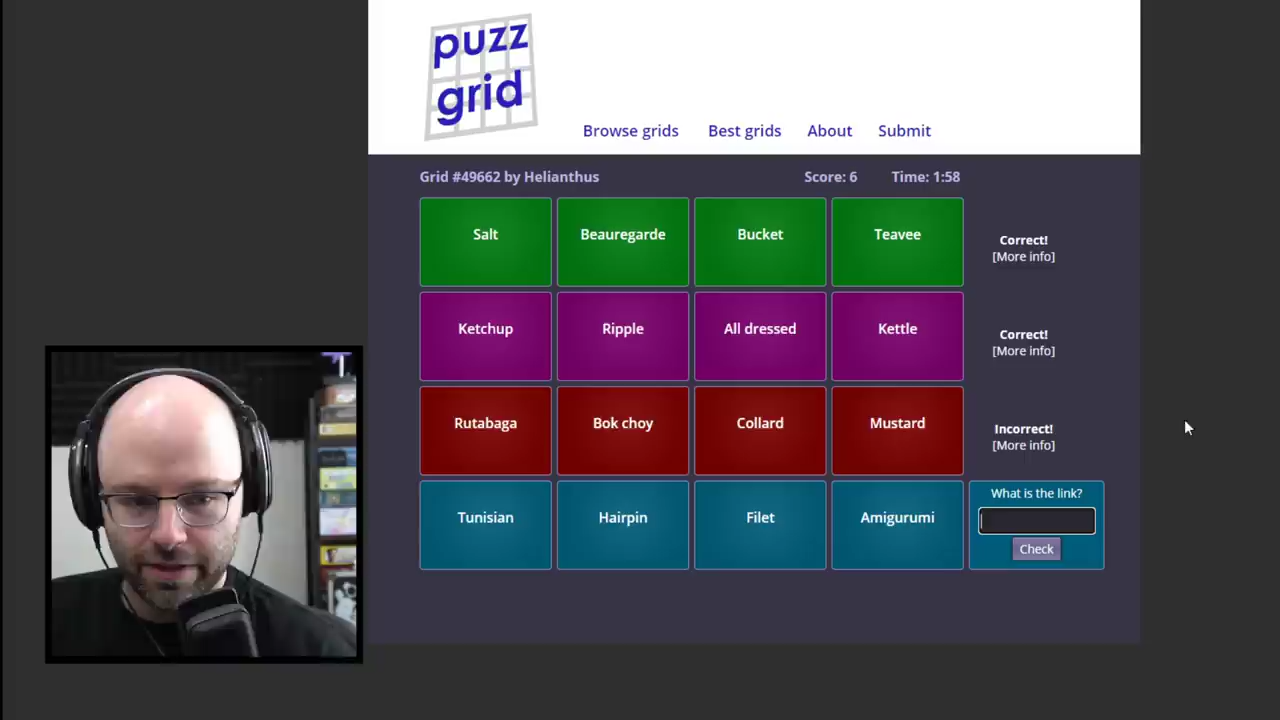 puzz
grid
Browse grids Best grids About Submit
Grid #49662 by Helianthus Score: 6 Time: 1:58
Salt Beauregarde Bucket Teavee Correct!
[More info]
Ketchup Ripple All dressed Kettle Correct!
[More info]
Rutabaga Bok choy Collard Mustard Incorrect!
[More info]
What is the link?
Tunisian Hairpin Filet Amigurumi
Check